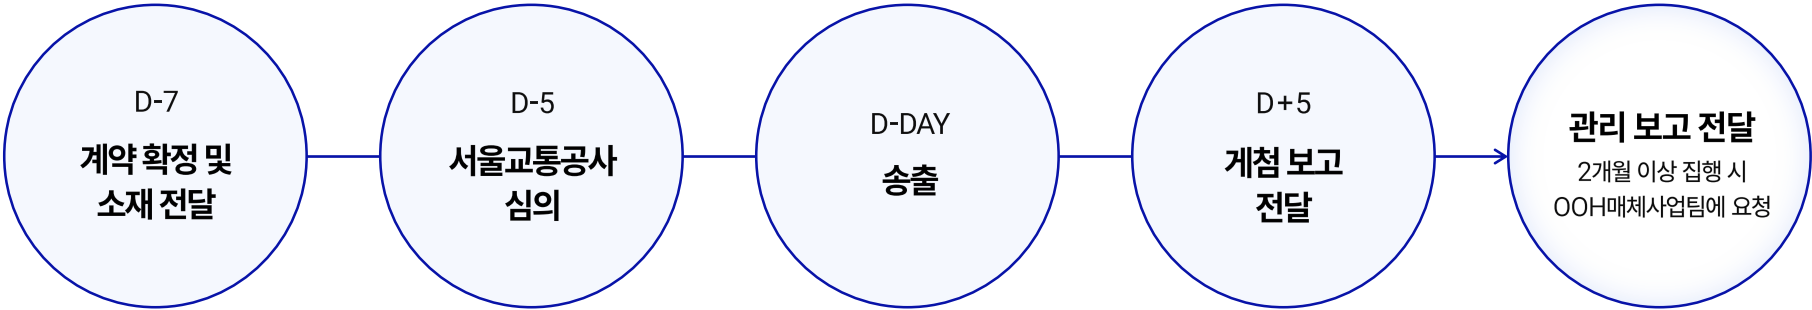 D-7
계약 확정 및
소재 전달
D-5
서울교통공사
심의
D-DAY
송출
D+5
게첨 보고
전달
관리 보고 전달
2개월 이상 집행 시
OOH매체사업팀에 요청